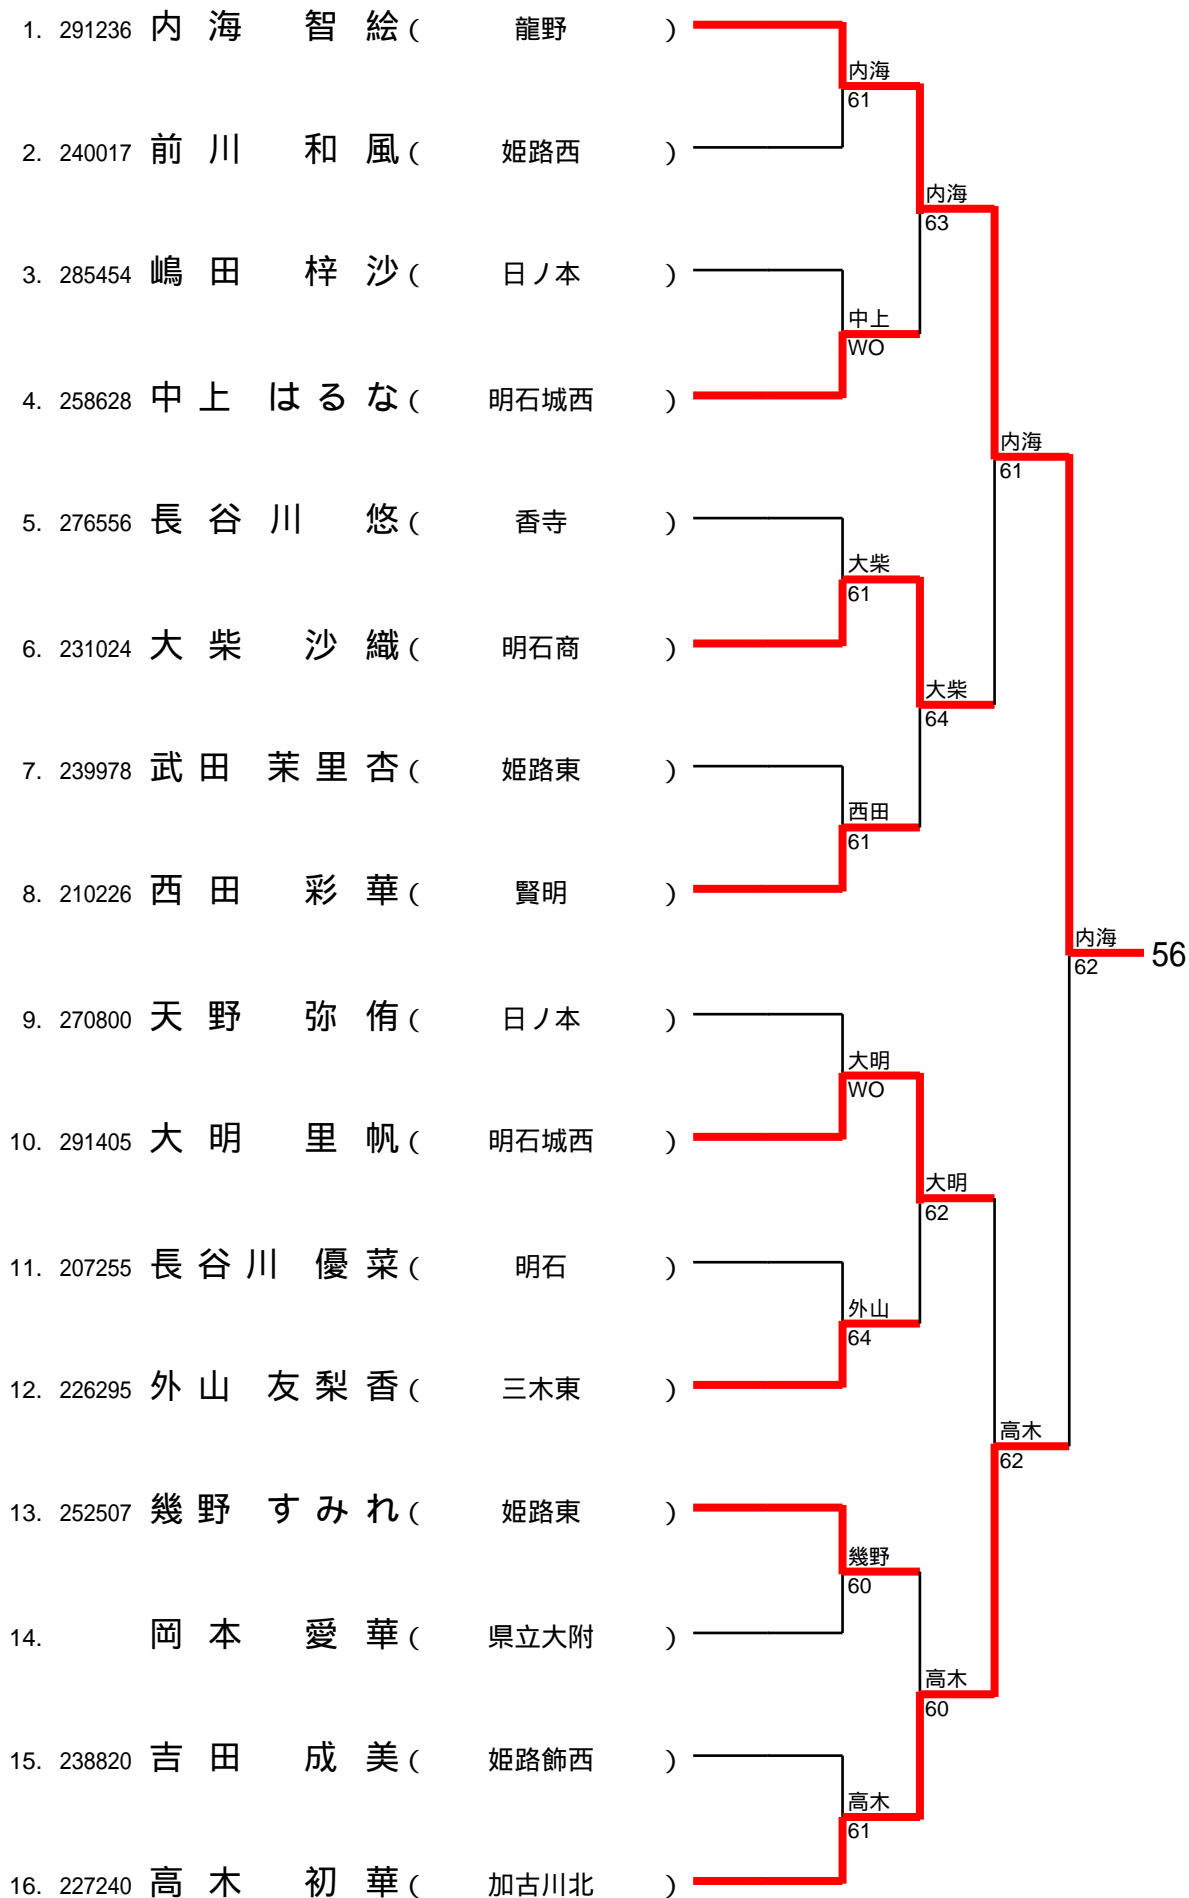 1. 291236 内海 智絵 ( 龍野 )
内海
61
2. 240017 前川 和風 ( 姫路西 )
内海
63
3. 285454 嶋田 梓沙 ( 日ノ本 )
中上
WO
4. 258628 中上 はるな ( 明石城西 )
内海
61
5. 276556 長谷川 悠 ( 香寺 )
大柴
61
6. 231024 大柴 沙織 ( 明石商 )
大柴
64
7. 239978 武田 茉里杏 ( 姫路東 )
西田
61
8. 210226 西田 彩華 ( 賢明 )
内海
62
56
9. 270800 天野 弥侑 ( 日ノ本 )
大明
WO
10. 291405 大明 里帆 ( 明石城西 )
大明
62
11. 207255 長谷川 優菜 ( 明石 )
外山
64
12. 226295 外山 友梨香 ( 三木東 )
高木
62
13. 252507 幾野 すみれ ( 姫路東 )
幾野
60
14. 岡本 愛華 ( 県立大附 )
高木
60
15. 238820 吉田 成美 ( 姫路飾西 )
高木
61
16. 227240 高木 初華 ( 加古川北 )